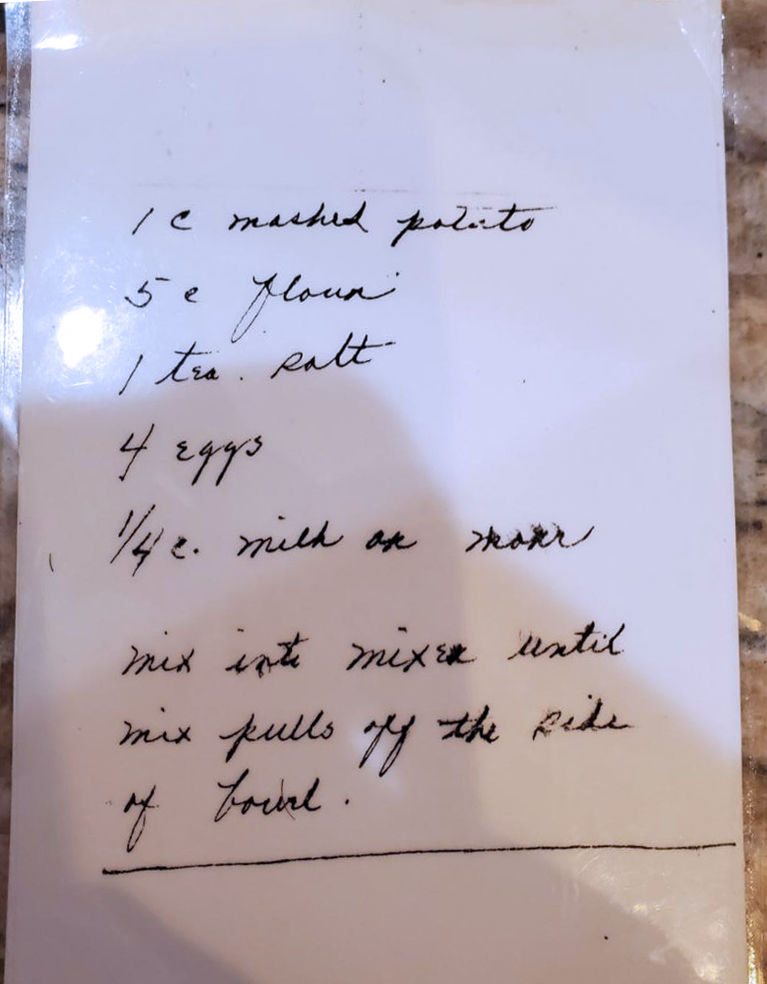 1 c mashed potato
5 c flour
1 tea. salt
4 eggs
1/4 c. milk or more
mix into mixer until
mix pulls off the side
of bowl.